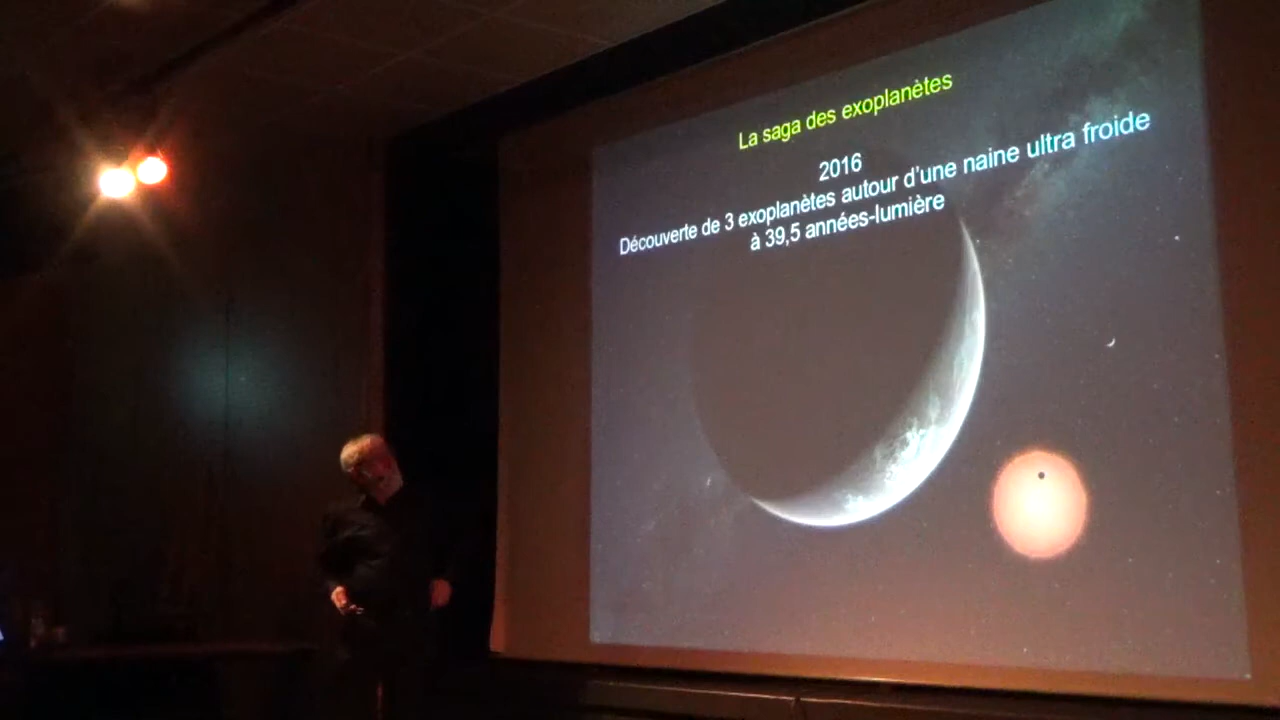 La saga des exoplanètes
2016
Découverte de 3 exoplanètes autour d'une naine ultra froide
à 39,5 années-lumière